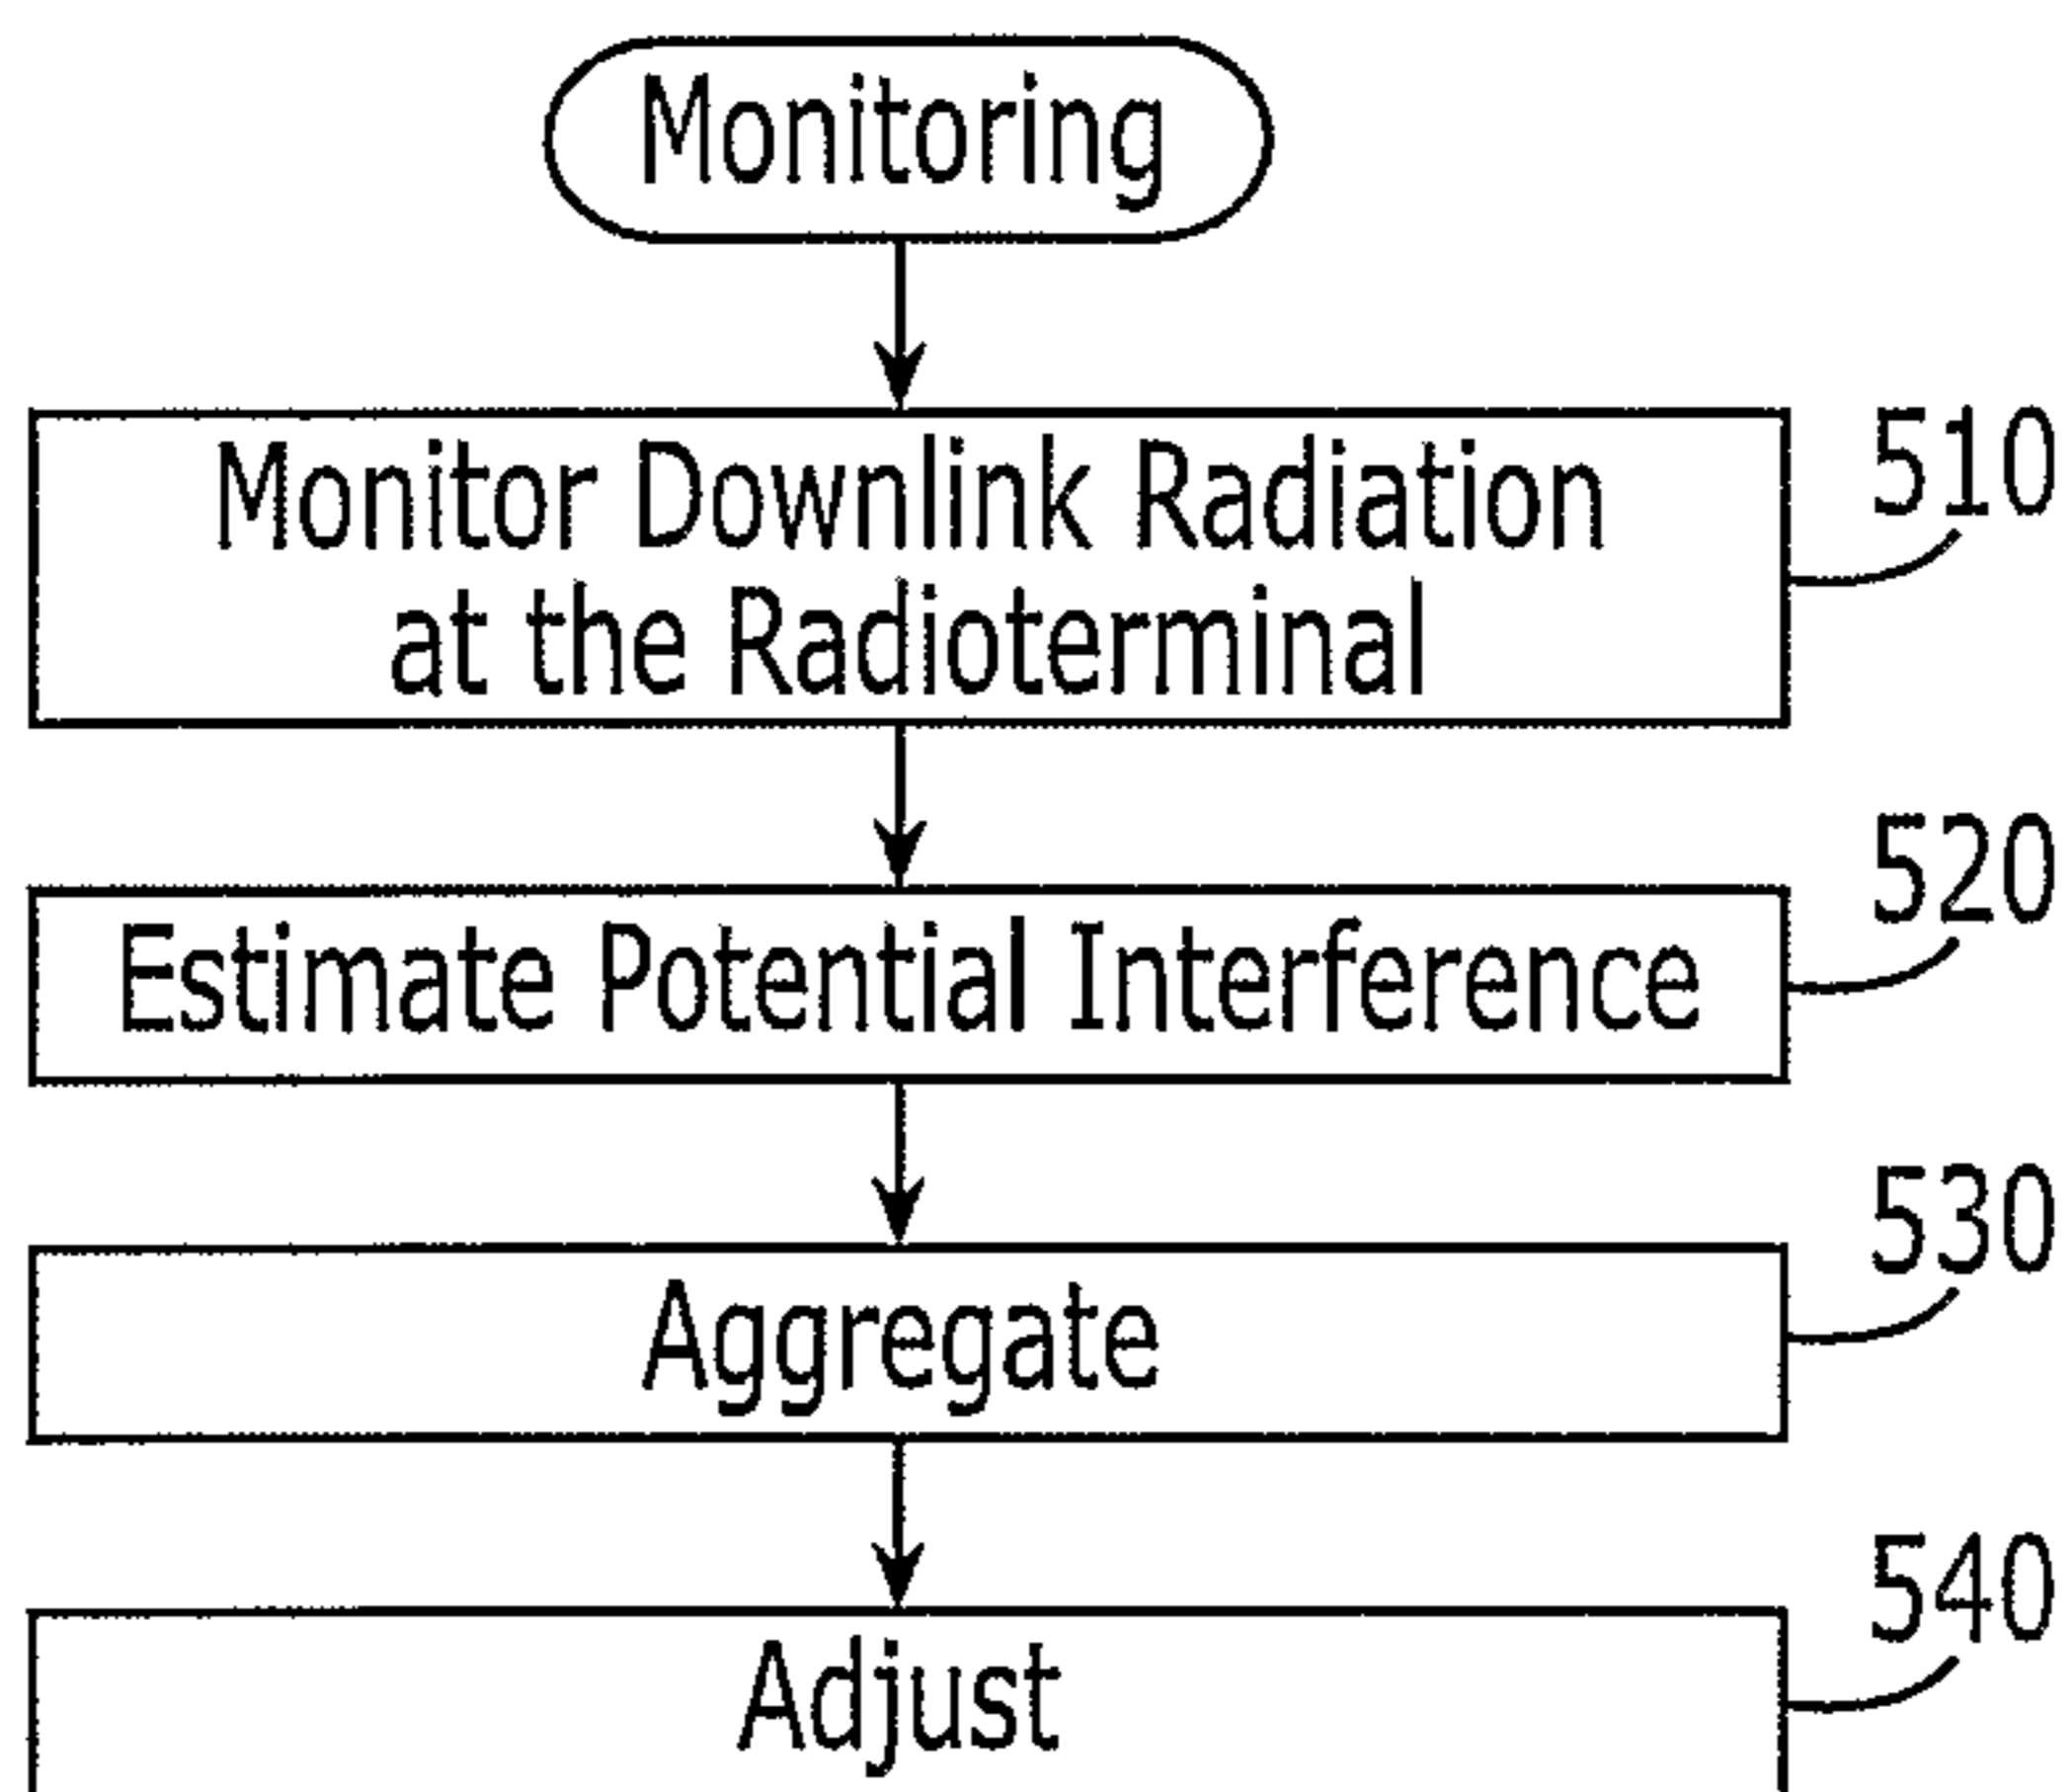 Monitoring
Monitor Downlink Radiation
at the Radioterminal
510
Estimate Potential Interference
520
Aggregate
530
Adjust
540